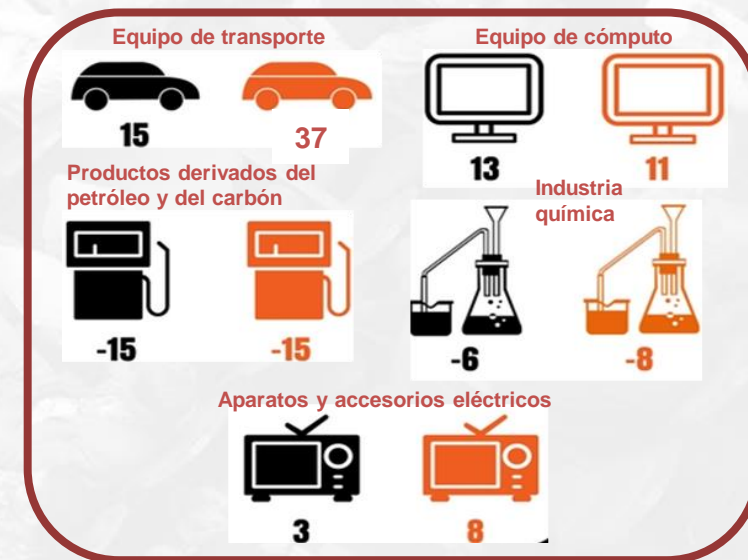 Equipo de transporte
15
37
Equipo de cómputo
13
11
Productos derivados del
petróleo y del carbón
-15
-15
Industria
química
-6
-8
Aparatos y accesorios eléctricos
3
8